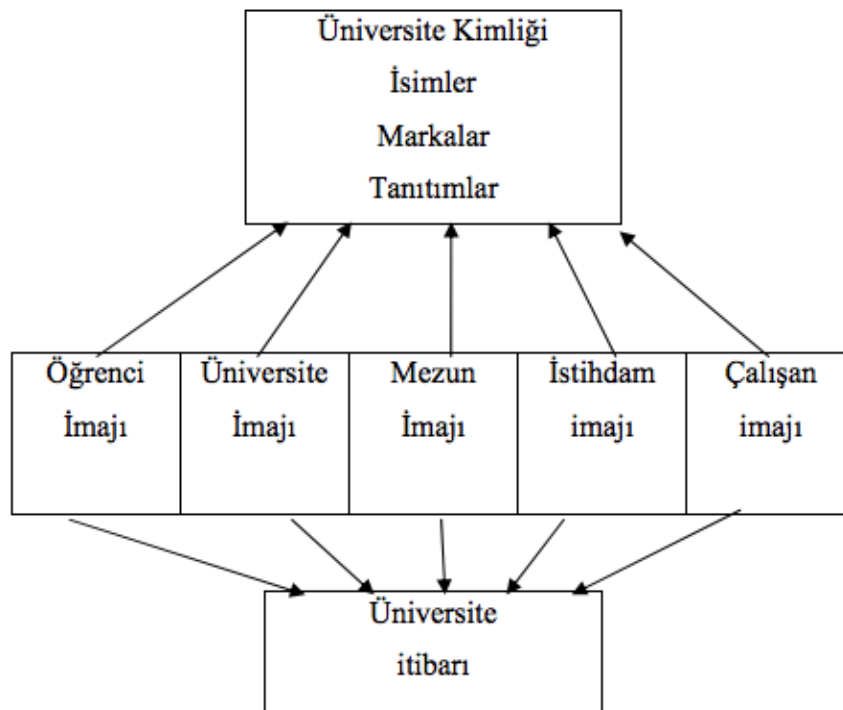 Üniversite Kimliği
İsimler
Markalar
Tanıtımlar
Öğrenci
İmajı
Üniversite
İmajı
Mezun
İmajı
İstihdam
imajı
Çalışan
imajı
Üniversite
itibarı